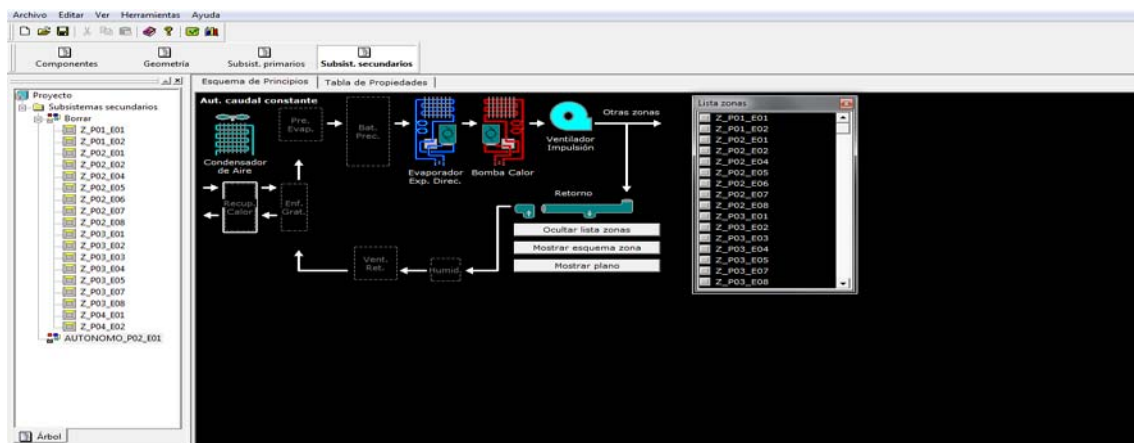 Archivo Editar Ver Herramientas Ayuda
Componentes Geometría Subsist. primarios Subsist. secundarios
Esquema de Principios Tabla de Propiedades
Proyecto
Subsistemas secundarios
Borrar
Z_P01_E01
Z_P01_E02
Z_P02_E01
Z_P02_E02
Z_P02_E04
Z_P02_E05
Z_P02_E06
Z_P02_E07
Z_P02_E08
Z_P03_E01
Z_P03_E02
Z_P03_E03
Z_P03_E04
Z_P03_E05
Z_P03_E07
Z_P03_E08
Z_P04_E01
Z_P04_E02
AUTONOMO_P02_E01
Árbol
Aut. caudal constante
Pre.
Evap.
Bat.
Prec.
Otras zonas
Condensador
de Aire
Evaporador
Exp. Direc.
Bomba Calor
Ventilador
Impulsión
Recup.
Calor
Enf.
Grat.
Retorno
Vent.
Ret.
Humid.
Ocultar lista zonas
Mostrar esquema zona
Mostrar plano
Lista zonas
Z_P01_E01
Z_P01_E02
Z_P02_E01
Z_P02_E02
Z_P02_E04
Z_P02_E05
Z_P02_E06
Z_P02_E07
Z_P02_E08
Z_P03_E01
Z_P03_E02
Z_P03_E03
Z_P03_E04
Z_P03_E05
Z_P03_E07
Z_P03_E08